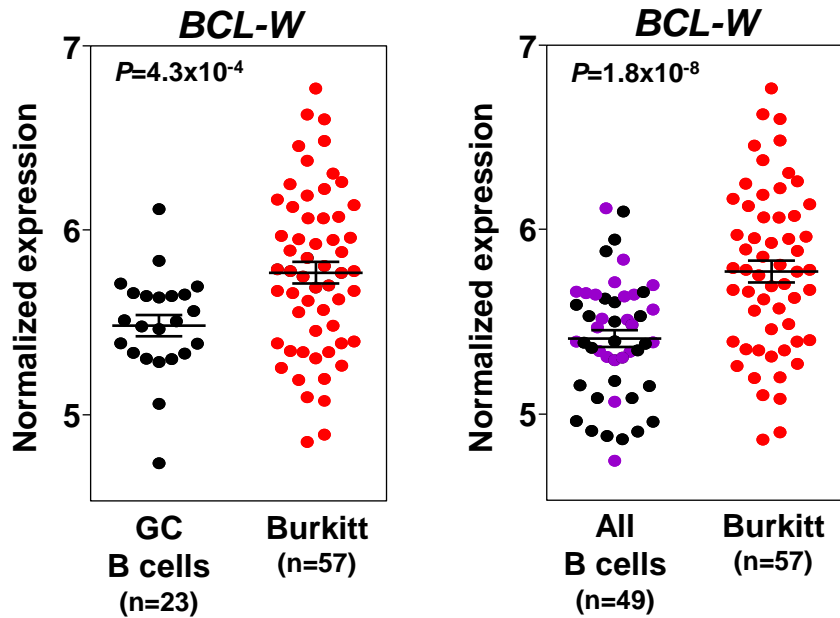 BCL-W
P=4.3x10-4
Normalized expression
7
6
5
GC
B cells
(n=23)
Burkitt
(n=57)
BCL-W
P=1.8x10-8
Normalized expression
7
6
5
All
B cells
(n=49)
Burkitt
(n=57)